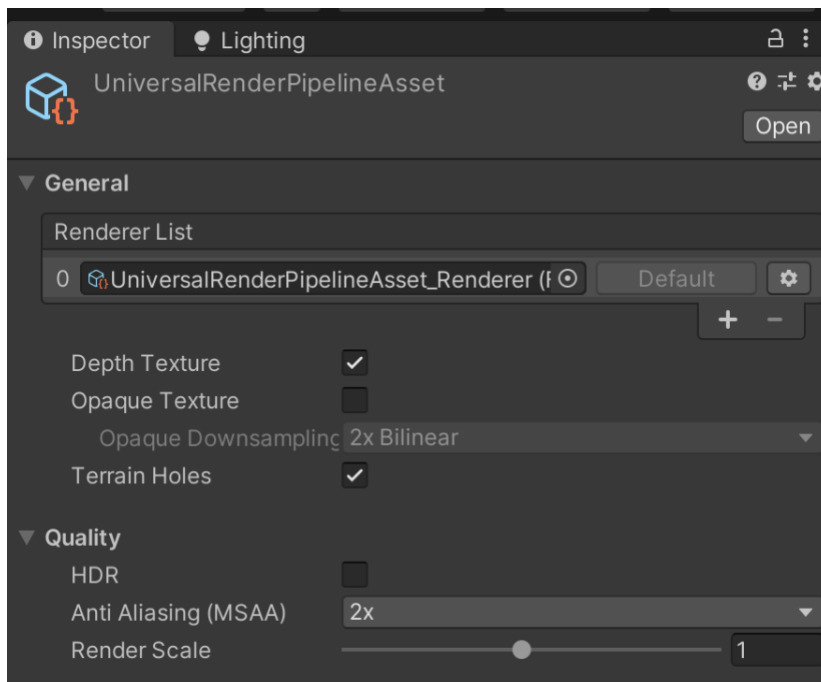 Inspector Lighting
UniversalRenderPipelineAsset
Open
General
Renderer List
0 UniversalRenderPipelineAsset_Renderer ( Default
Depth Texture
Opaque Texture
Opaque Downsampling 2x Bilinear
Terrain Holes
Quality
HDR
Anti Aliasing (MSAA) 2x
Render Scale 1